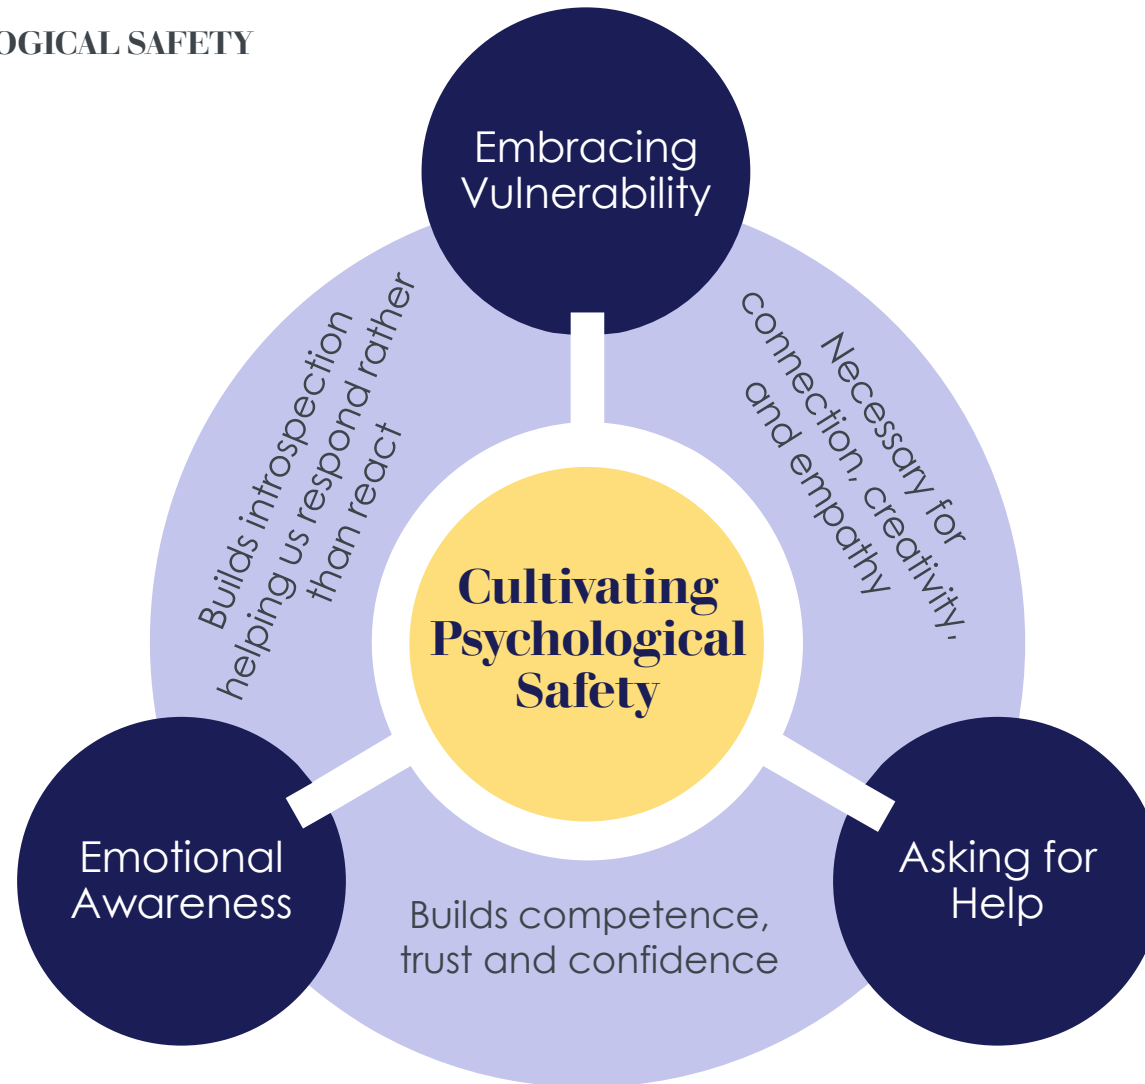 OGICAL SAFETY
Embracing
Vulnerability
Builds introspection
helping us respond rather
than react
Necessary for
connection, creativity,
and empathy
Cultivating
Psychological
Safety
Emotional
Awareness
Asking for
Help
Builds competence,
trust and confidence